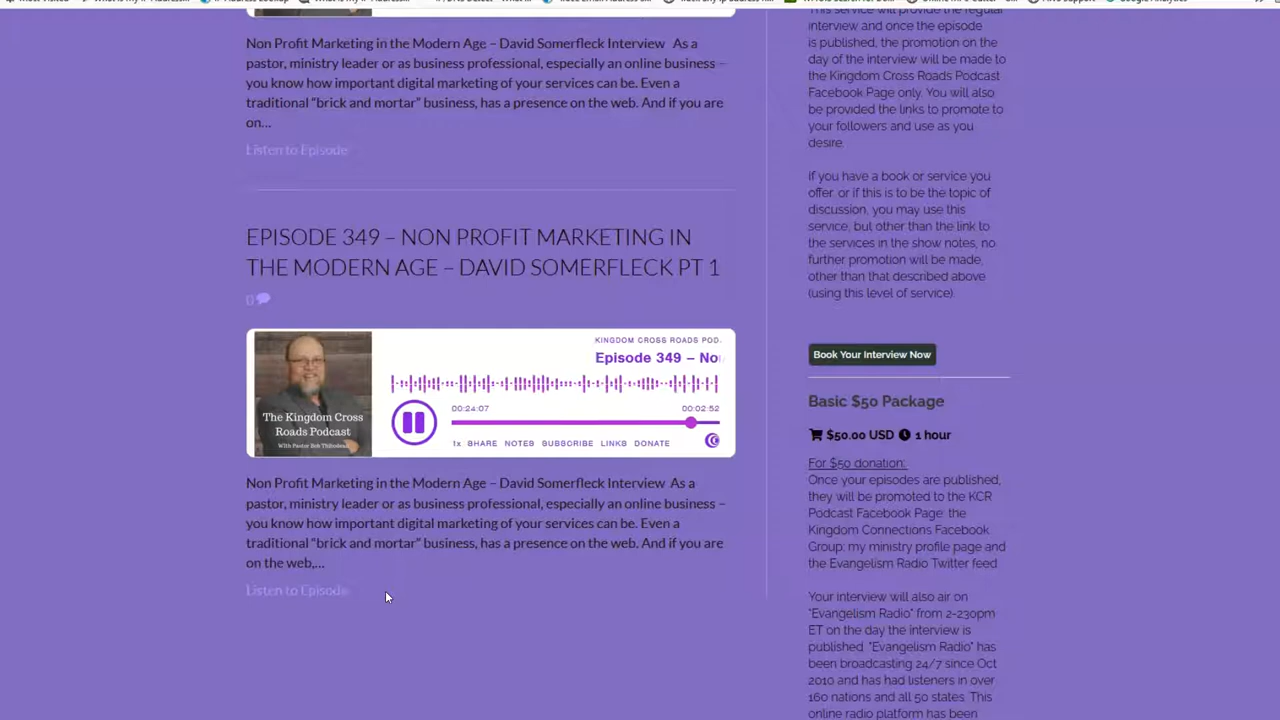 Non Profit Marketing in the Modern Age – David Somerfleck Interview As a
pastor, ministry leader or as business professional, especially an online business –
you know how important digital marketing of your services can be. Even a
traditional “brick and mortar” business, has a presence on the web. And if you are
on...
Listen to Episode
EPISODE 349 – NON PROFIT MARKETING IN
THE MODERN AGE – DAVID SOMERFLECK PT 1
0
The Kingdom Cross
Roads Podcast
KINGDOM CROSS ROADS POD
Episode 349 – No
00:24:07
00:02:52
1x SHARE NOTES SUBSCRIBE LINKS DONATE
Non Profit Marketing in the Modern Age – David Somerfleck Interview As a
pastor, ministry leader or as business professional, especially an online business –
you know how important digital marketing of your services can be. Even a
traditional “brick and mortar” business, has a presence on the web. And if you are
on the web,...
Listen to Episode
This service will provide the regular
interview and once the episode
is published, the promotion on the
day of the interview will be made to
the Kingdom Cross Roads Podcast
Facebook Page only. You will also
be provided the links to promote to
your followers and use as you
desire.
If you have a book or service you
offer, or if this is to be the topic of
discussion, you may use this
service, but other than the link to
the services in the show notes, no
further promotion will be made,
other than that described above
(using this level of service).
Book Your Interview Now
Basic $50 Package
$50.00 USD 1 hour
For $50 donation:
Once your episodes are published,
they will be promoted to the KCR
Podcast Facebook Page; the
Kingdom Connections Facebook
Group; my ministry profile page and
the Evangelism Radio Twitter feed
Your interview will also air on
"Evangelism Radio" from 2-230pm
ET on the day the interview is
published. "Evangelism Radio" has
been broadcasting 24/7 since Oct
2010 and has had listeners in over
160 nations and all 50 states. This
online radio platform has been